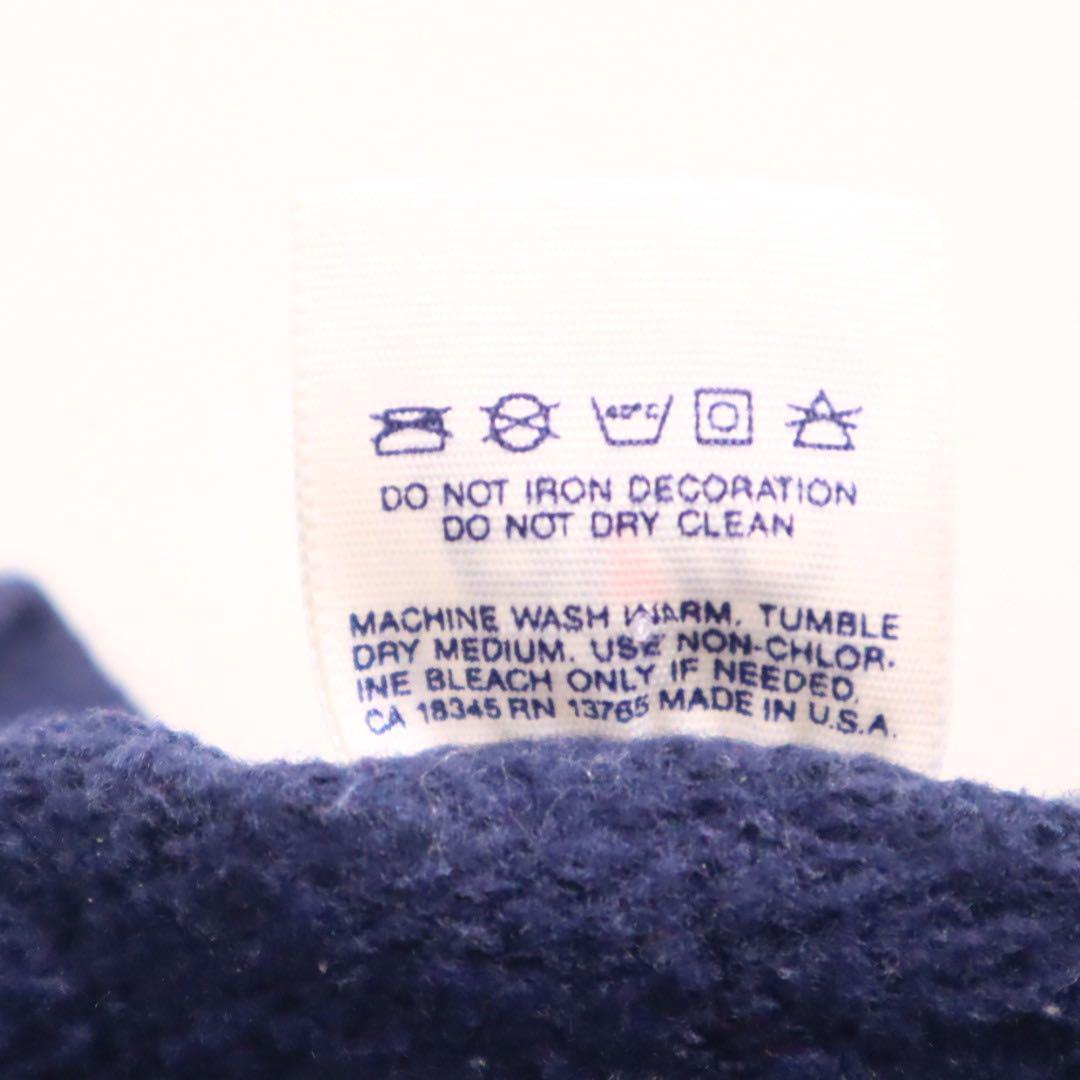 40°C
DO NOT IRON DECORATION
DO NOT DRY CLEAN
MACHINE WASH WARM. TUMBLE
DRY MEDIUM. USE NON-CHLOR-
INE BLEACH ONLY IF NEEDED.
CA 18345 RN 13765 MADE IN U.S.A.